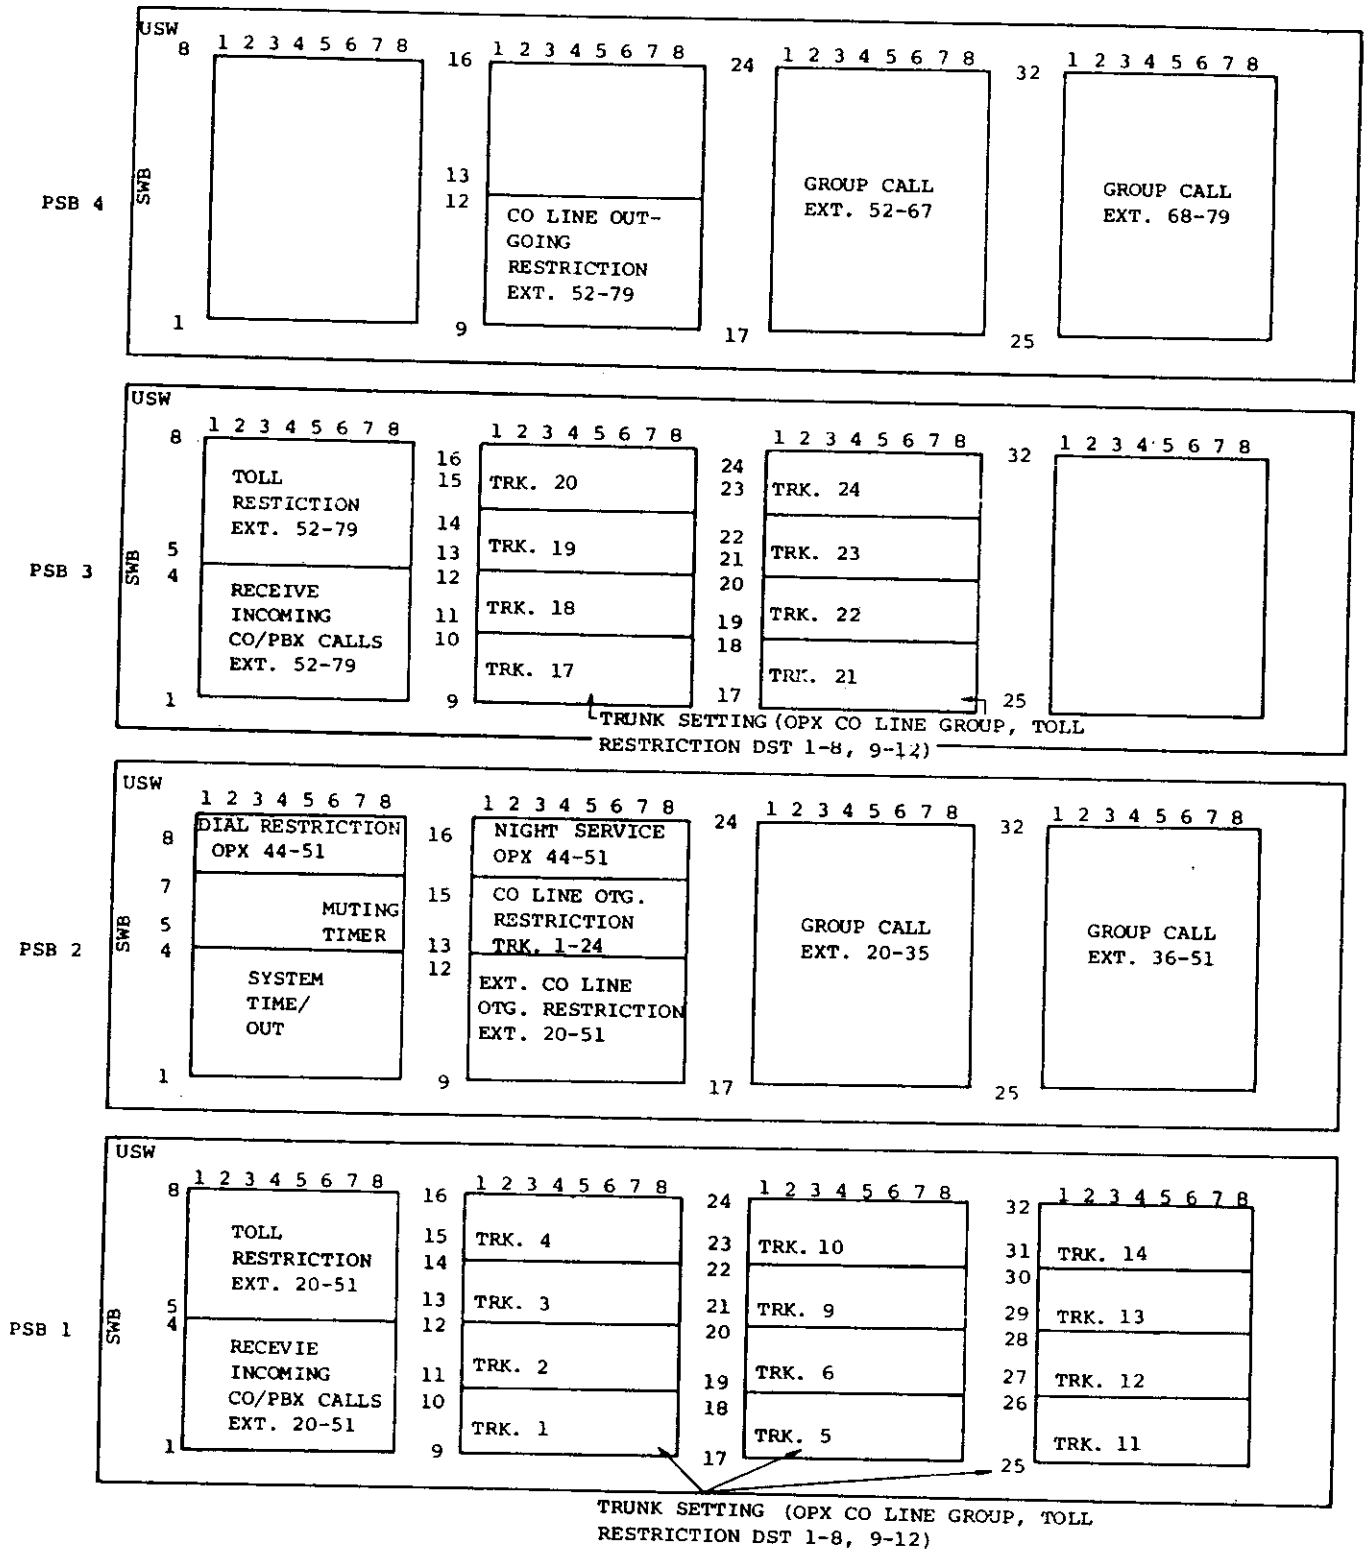 USW
8 1 2 3 4 5 6 7 8 16 1 2 3 4 5 6 7 8 24 1 2 3 4 5 6 7 8 32 1 2 3 4 5 6 7 8
PSB 4
SWB
13
12
CO LINE OUT-
GOING
RESTRICTION
EXT. 52-79
GROUP CALL
EXT. 52-67
GROUP CALL
EXT. 68-79
1 9 17 25
USW
8 1 2 3 4 5 6 7 8 16 1 2 3 4 5 6 7 8 24 1 2 3 4 5 6 7 8 32 1 2 3 4 5 6 7 8
PSB 3
SWB
TOLL
RESTICTION
EXT. 52-79
5
4
RECEIVE
INCOMING
CO/PBX CALLS
EXT. 52-79
1
15 TRK. 20
14
13 TRK. 19
12
11 TRK. 18
10
9 TRK. 17
23 TRK. 24
22
21 TRK. 23
20
19 TRK. 22
18
17 TRK. 21
25
TRUNK SETTING (OPX CO LINE GROUP, TOLL
RESTRICTION DST 1-8, 9-12)
USW
1 2 3 4 5 6 7 8 1 2 3 4 5 6 7 8 24 1 2 3 4 5 6 7 8 32 1 2 3 4 5 6 7 8
PSB 2
SWB
8
DIAL RESTRICTION
OPX 44-51
7
5
MUTING
TIMER
4
SYSTEM
TIME/
OUT
1
16
NIGHT SERVICE
OPX 44-51
15
CO LINE OTG.
RESTRICTION
13 TRK. 1-24
12
EXT. CO LINE
OTG. RESTRICTION
EXT. 20-51
9
GROUP CALL
EXT. 20-35
17
GROUP CALL
EXT. 36-51
25
USW
8 1 2 3 4 5 6 7 8 16 1 2 3 4 5 6 7 8 24 1 2 3 4 5 6 7 8 32 1 2 3 4 5 6 7 8
PSB 1
SWB
TOLL
RESTRICTION
EXT. 20-51
5
4
RECEVIE
INCOMING
CO/PBX CALLS
EXT. 20-51
1
15 TRK. 4
14
13 TRK. 3
12
11 TRK. 2
10
9 TRK. 1
23 TRK. 10
22
21 TRK. 9
20
19 TRK. 6
18
17 TRK. 5
31 TRK. 14
30
29 TRK. 13
28
27 TRK. 12
26
25 TRK. 11
TRUNK SETTING (OPX CO LINE GROUP, TOLL
RESTRICTION DST 1-8, 9-12)